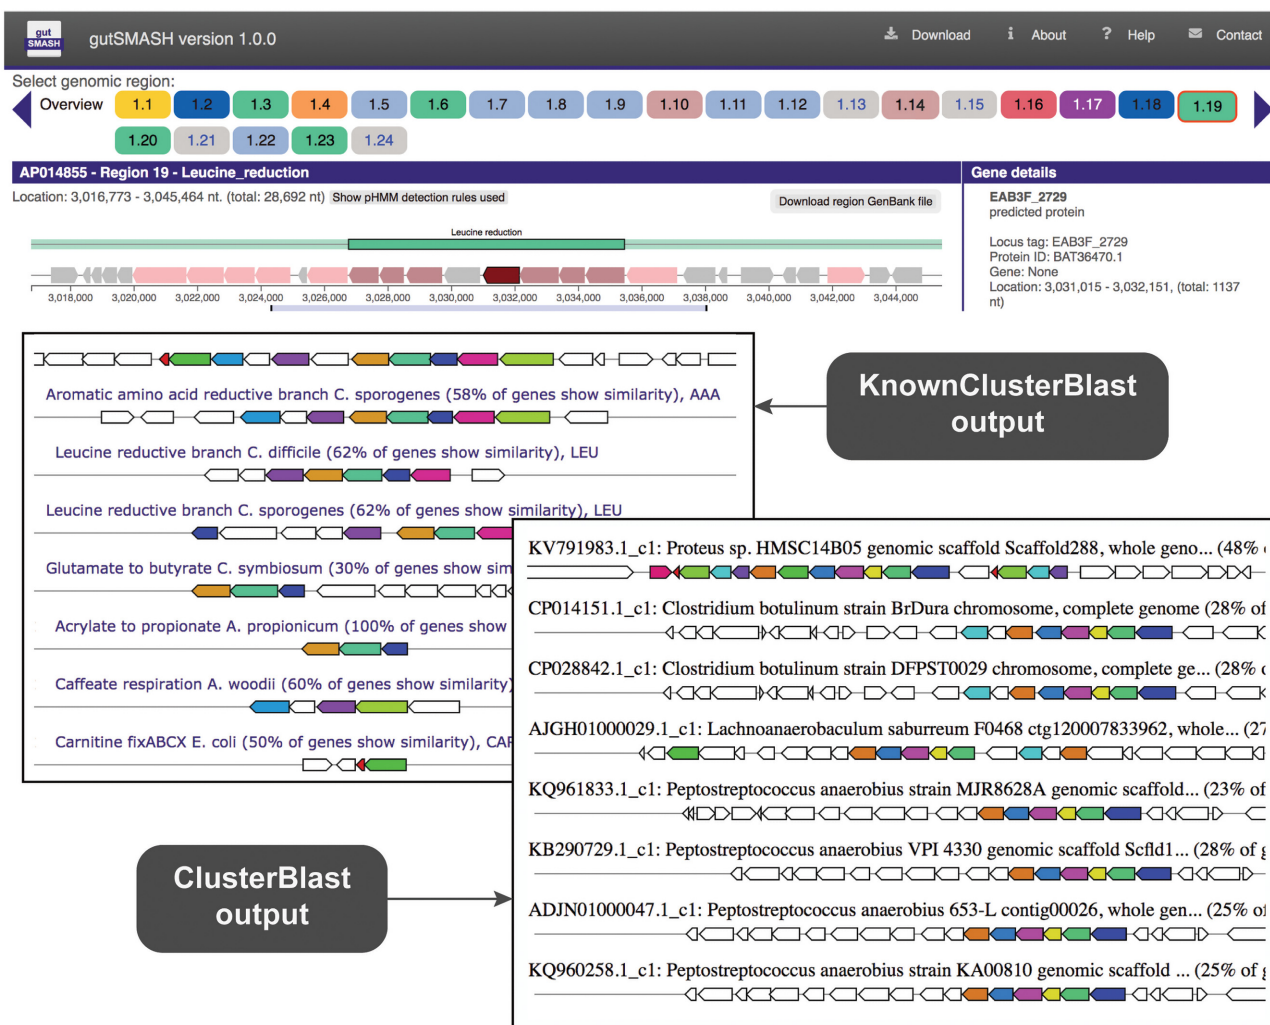 gut
SMASH
gutSMASH version 1.0.0
Download
i About
? Help
Contact
Select genomic region:
Overview 1.1 1.2 1.3 1.4 1.5 1.6 1.7 1.8 1.9 1.10 1.11 1.12 1.13 1.14 1.15 1.16 1.17 1.18 1.19
1.20 1.21 1.22 1.23 1.24
AP014855 - Region 19 - Leucine_reduction
Location: 3,016,773 - 3,045,464 nt. (total: 28,692 nt) Show pHMM detection rules used
Download region GenBank file
Leucine reduction
3,018,000 3,020,000 3,022,000 3,024,000 3,026,000 3,028,000 3,030,000 3,032,000 3,034,000 3,036,000 3,038,000 3,040,000 3,042,000 3,044,000
Gene details
EAB3F_2729
predicted protein
Locus tag: EAB3F_2729
Protein ID: BAT36470.1
Gene: None
Location: 3,031,015 - 3,032,151, (total: 1137
nt)
Aromatic amino acid reductive branch C. sporogenes (58% of genes show similarity), AAA
Leucine reductive branch C. difficile (62% of genes show similarity), LEU
Leucine reductive branch C. sporogenes (62% of genes show similarity), LEU
Glutamate to butyrate C. symbiosum (30% of genes show sim
Acrylate to propionate A. propionicum (100% of genes show
Caffeate respiration A. woodii (60% of genes show similarity)
Carnitine fixABCX E. coli (50% of genes show similarity), CAR
KnownClusterBlast
output
KV791983.1_c1: Proteus sp. HMSC14B05 genomic scaffold Scaffold288, whole geno... (48%
CP014151.1_c1: Clostridium botulinum strain BrDura chromosome, complete genome (28% of
CP028842.1_c1: Clostridium botulinum strain DFPST0029 chromosome, complete ge... (28%
AJGH01000029.1_c1: Lachnoanaerobaculum saburreum F0468 ctg120007833962, whole... (27
KQ961833.1_c1: Peptostreptococcus anaerobius strain MJR8628A genomic scaffold... (23% of
KB290729.1_c1: Peptostreptococcus anaerobius VPI 4330 genomic scaffold Scfld1... (28% of
ADJN01000047.1_c1: Peptostreptococcus anaerobius 653-L contig00026, whole gen... (25% of
KQ960258.1_c1: Peptostreptococcus anaerobius strain KA00810 genomic scaffold ... (25% of
ClusterBlast
output